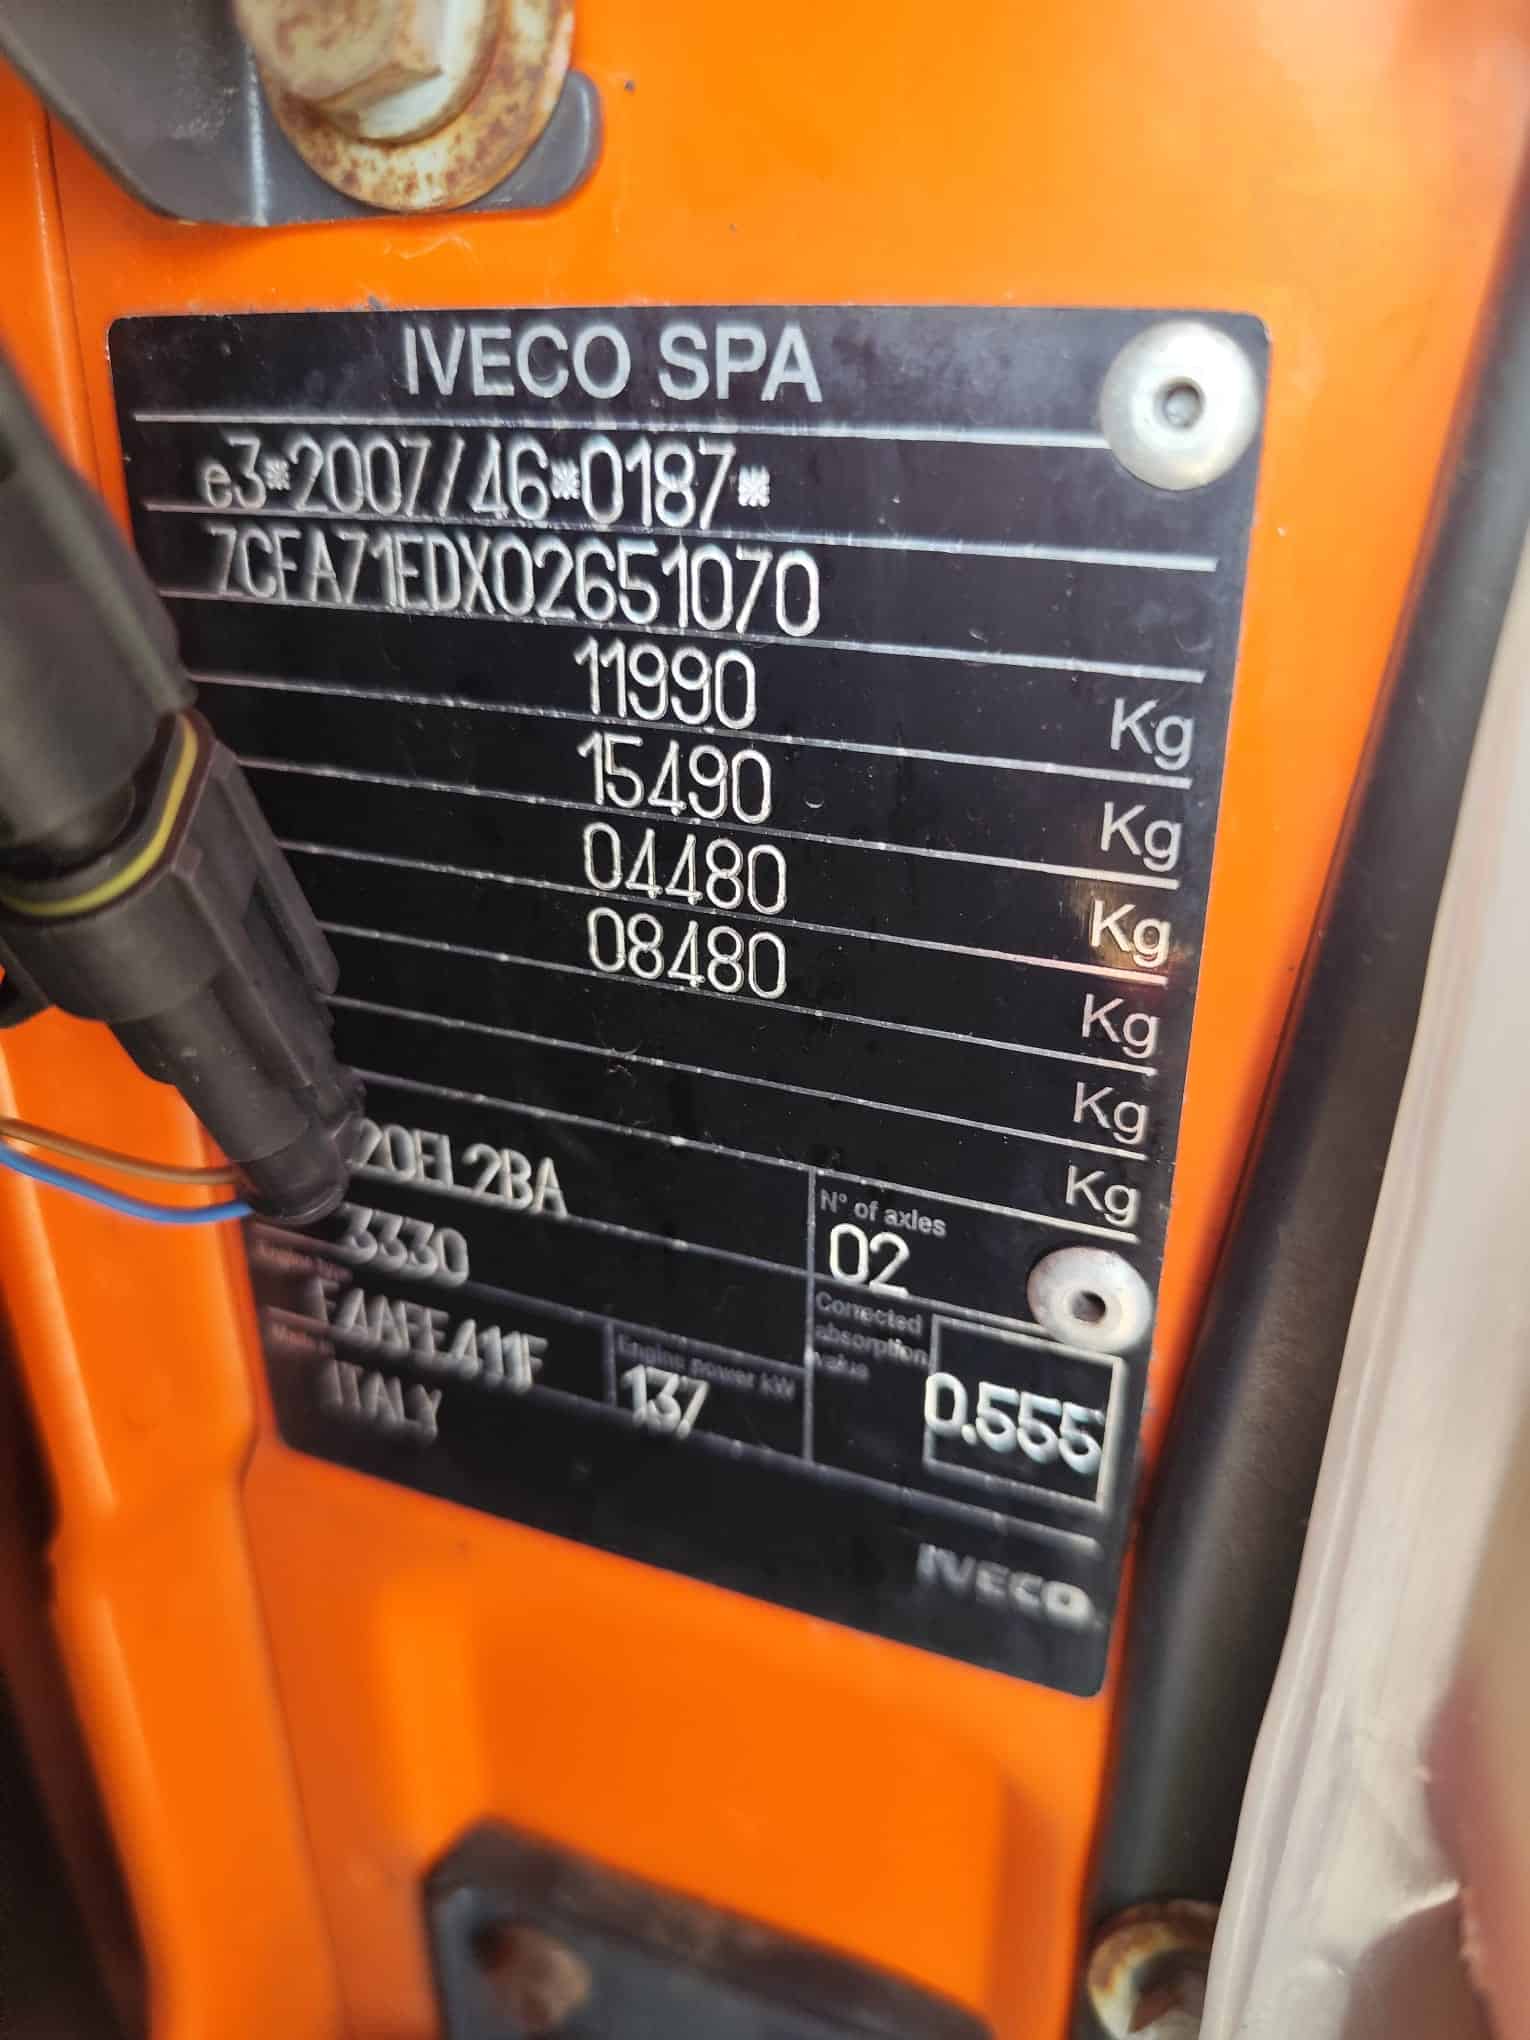 IVECO SPA
e3*2007/46*0187*
ZCFA71EDX02651070
11990 Kg
15490 Kg
04480 Kg
08480 Kg
Kg
Kg
20EL2BA
N° of axles
02
3330
Corrected absorption value
0.555
F4AFE411F
Engine power kW
137
ITALY
IVECO